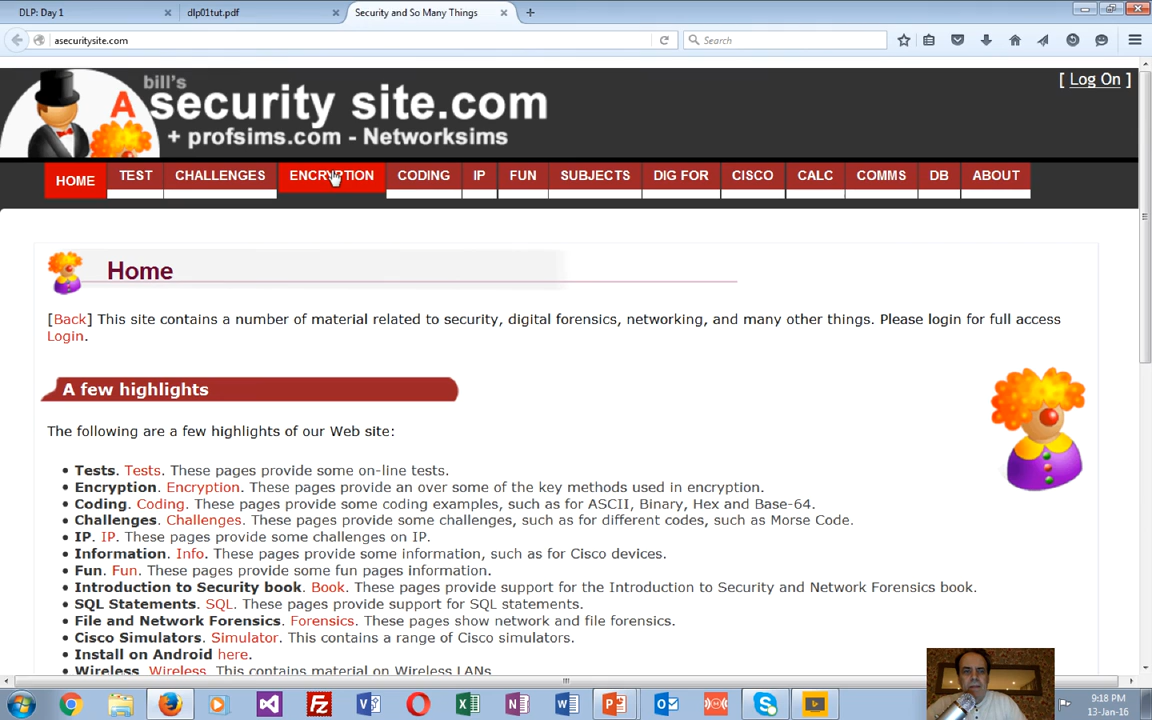 DLP: Day 1 dlp01tut.pdf Security and So Many Things
asecuritysite.com Search
bill's
A security site.com [ Log On ]
+ profsims.com - Networksims
HOME TEST CHALLENGES ENCRYPTION CODING IP FUN SUBJECTS DIG FOR CISCO CALC COMMS DB ABOUT
Home
[Back] This site contains a number of material related to security, digital forensics, networking, and many other things. Please login for full access
Login.
A few highlights
The following are a few highlights of our Web site:
• Tests. Tests. These pages provide some on-line tests.
• Encryption. Encryption. These pages provide an over some of the key methods used in encryption.
• Coding. Coding. These pages provide some coding examples, such as for ASCII, Binary, Hex and Base-64.
• Challenges. Challenges. These pages provide some challenges, such as for different codes, such as Morse Code.
• IP. IP. These pages provide some challenges on IP.
• Information. Info. These pages provide some information, such as for Cisco devices.
• Fun. Fun. These pages provide some fun pages information.
• Introduction to Security book. Book. These pages provide support for the Introduction to Security and Network Forensics book.
• SQL Statements. SQL. These pages provide support for SQL statements.
• File and Network Forensics. Forensics. These pages show network and file forensics.
• Cisco Simulators. Simulator. This contains a range of Cisco simulators.
• Install on Android here.
• Wireless. Wireless. This contains material on Wireless LANs
9:18 PM
13-Jan-16